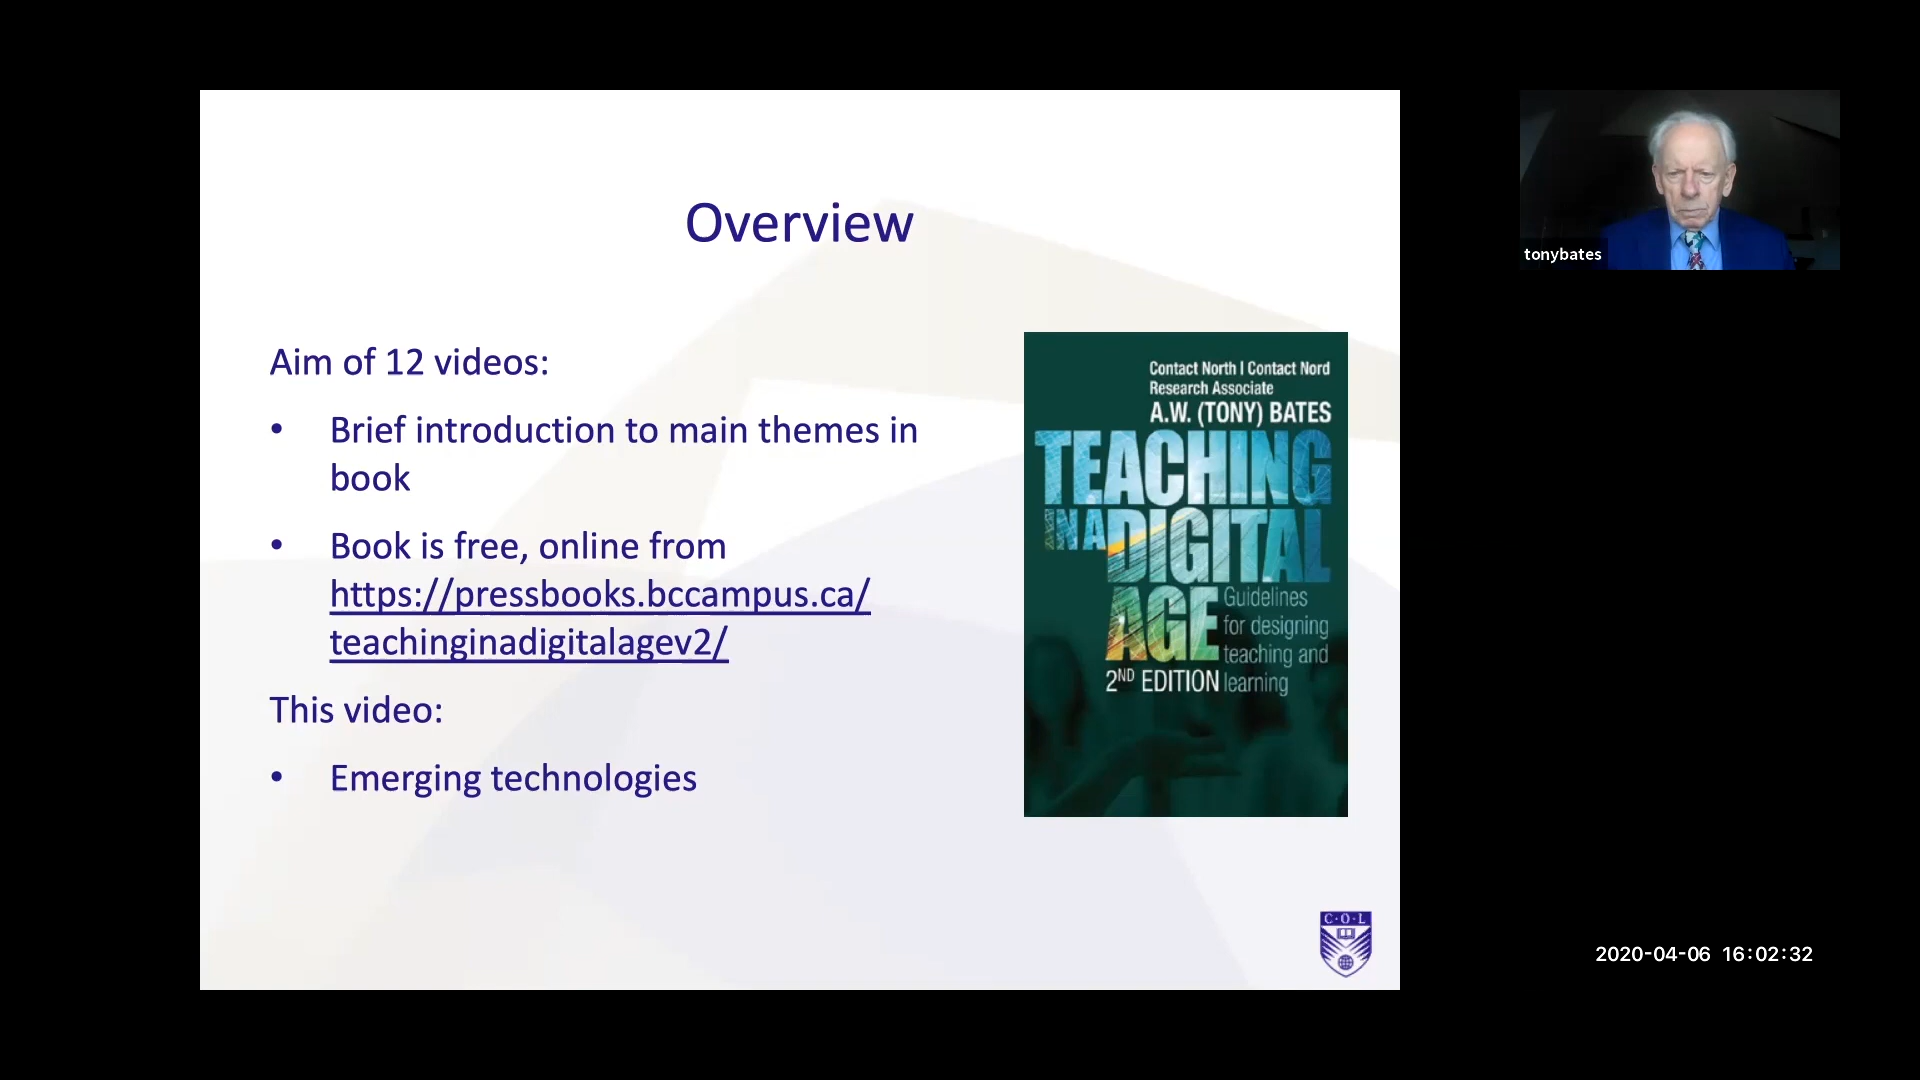 Overview
Aim of 12 videos:
• Brief introduction to main themes in
book
• Book is free, online from
https://pressbooks.bccampus.ca/
teachinginadigitalagev2/
This video:
• Emerging technologies
Contact North | Contact Nord
Research Associate
A.W. (TONY) BATES
TEACHING
IN A DIGITAL
AGE
Guidelines
for designing
teaching and
learning
2ND EDITION
C·O·L
tonybates
2020-04-06 16:02:32